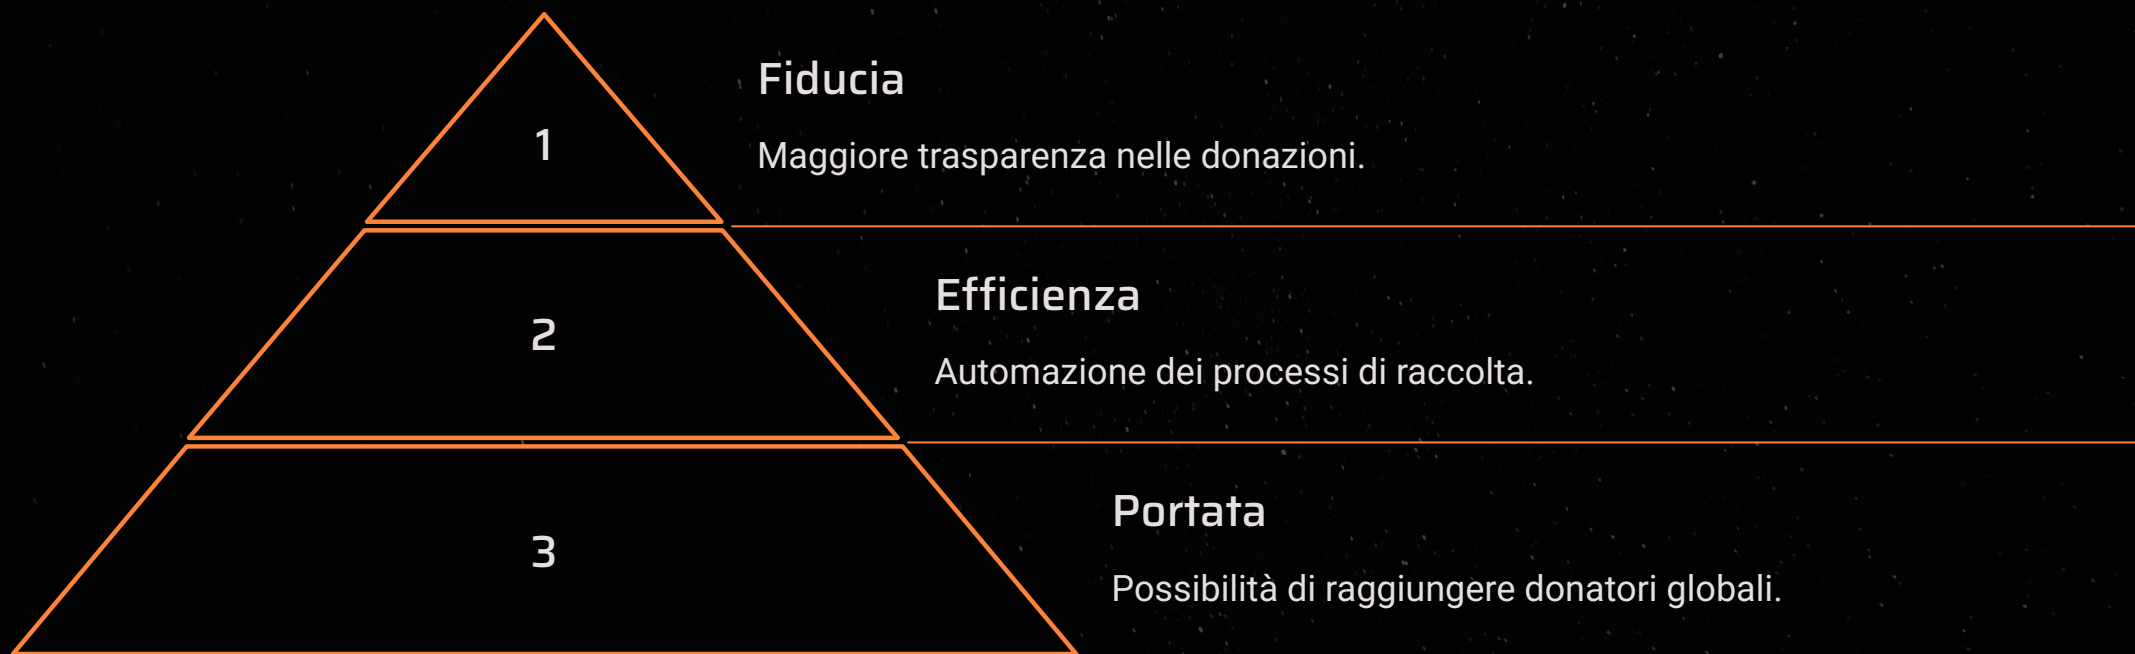 1
Fiducia
Maggiore trasparenza nelle donazioni.
2
Efficienza
Automazione dei processi di raccolta.
3
Portata
Possibilità di raggiungere donatori globali.